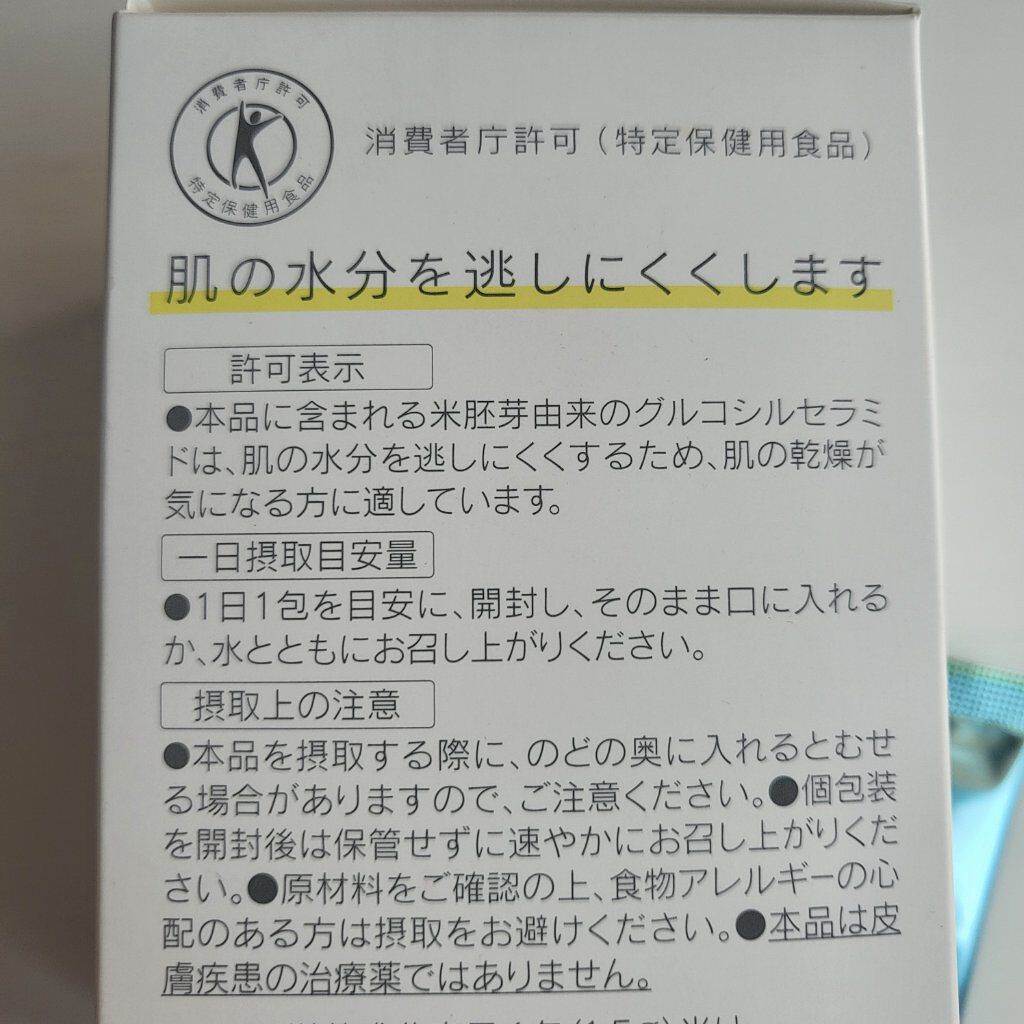 消費者庁許可
特定保健用食品
消費者庁許可（特定保健用食品）
肌の水分を逃しにくくします
許可表示
●本品に含まれる米胚芽由来のグルコシルセラミ
ドは、肌の水分を逃しにくくするため、肌の乾燥が
気になる方に適しています。
一日摂取目安量
●1日1包を目安に、開封し、そのまま口に入れる
か、水とともにお召し上がりください。
摂取上の注意
●本品を摂取する際に、のどの奥に入れるとむせ
る場合がありますので、ご注意ください。●個包装
を開封後は保管せずに速やかにお召し上がりくだ
さい。●原材料をご確認の上、食物アレルギーの心
配のある方は摂取をお避けください。●本品は皮
膚疾患の治療薬ではありません。